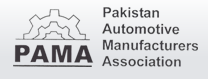 PAMA
Pakistan
Automotive
Manufacturers
Association